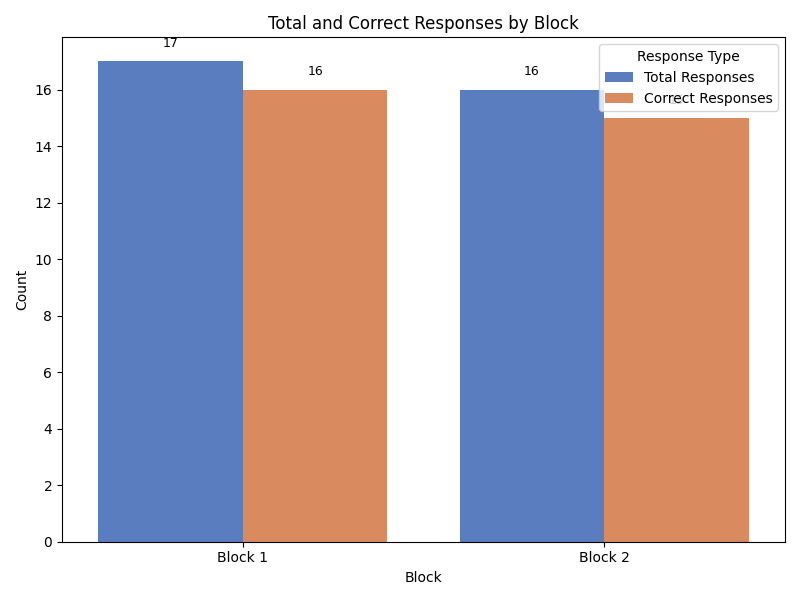 Total and Correct Responses by Block
17
16
16
Response Type
Total Responses
Correct Responses
16
14
12
10
8
6
4
2
0
Count
Block 1
Block 2
Block